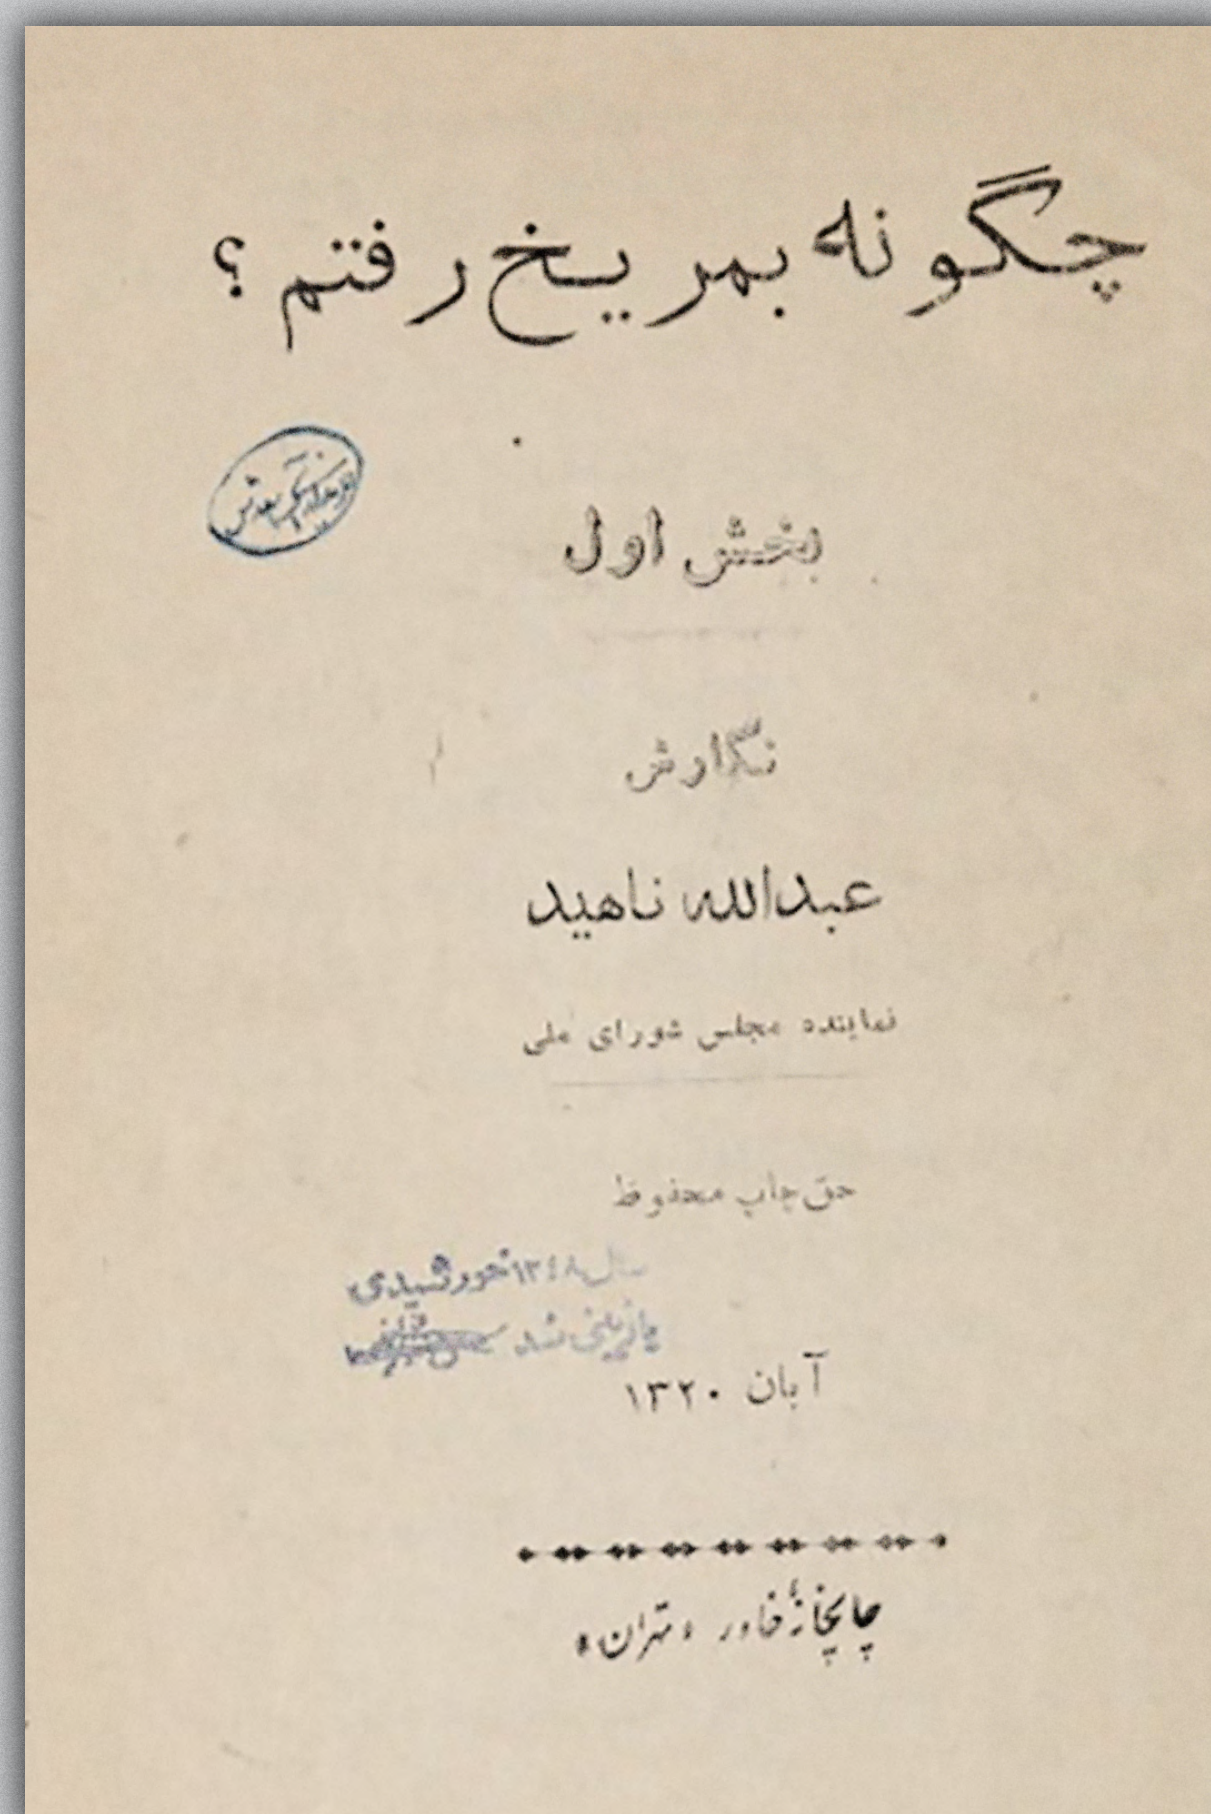 چگونه بمریخ رفتم ؟
بخش اول
نگارش
عبدالله ناهید
نماینده مجلس شورای ملی
حق چاپ محفوظ
سال ۱۳۴۸ خورشیدی
بازبینی شد
آبان ۱۳۲۰
چاپخانهٔ خاور «تهران»